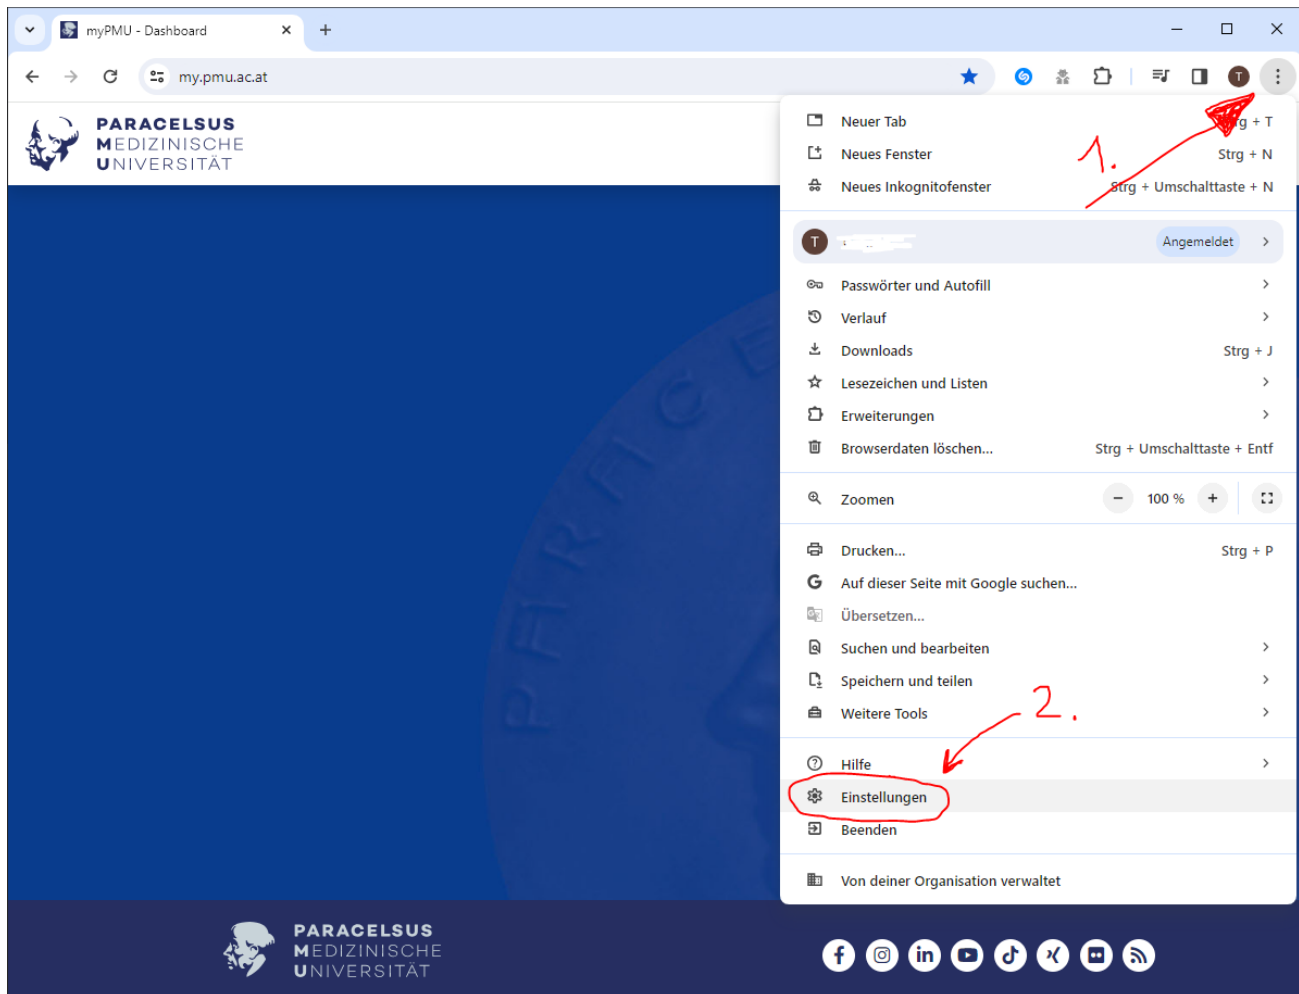 myPMU - Dashboard
my.pmu.ac.at
T
PARACELSUS
MEDIZINISCHE
UNIVERSITÄT
1.
Neuer Tab + T
Neues Fenster Strg + N
Neues Inkognitofenster Strg + Umschalttaste + N
T Angemeldet
Passwörter und Autofill
Verlauf
Downloads Strg + J
Lesezeichen und Listen
Erweiterungen
Browserdaten löschen... Strg + Umschalttaste + Entf
Zoomen − 100 % +
Drucken... Strg + P
G Auf dieser Seite mit Google suchen...
Übersetzen...
Suchen und bearbeiten
Speichern und teilen
Weitere Tools
2.
Hilfe
Einstellungen
Beenden
Von deiner Organisation verwaltet
PARACELSUS
MEDIZINISCHE
UNIVERSITÄT